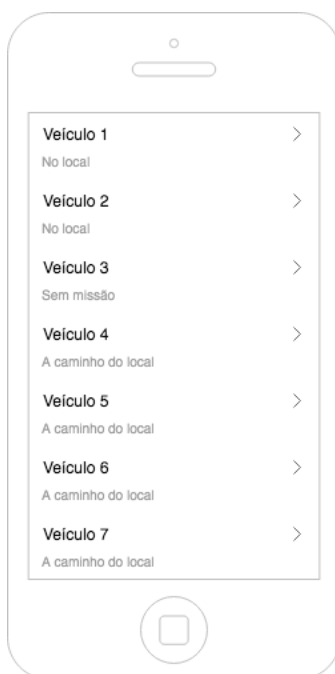 Veículo 1
No local
Veículo 2
No local
Veículo 3
Sem missão
Veículo 4
A caminho do local
Veículo 5
A caminho do local
Veículo 6
A caminho do local
Veículo 7
A caminho do local